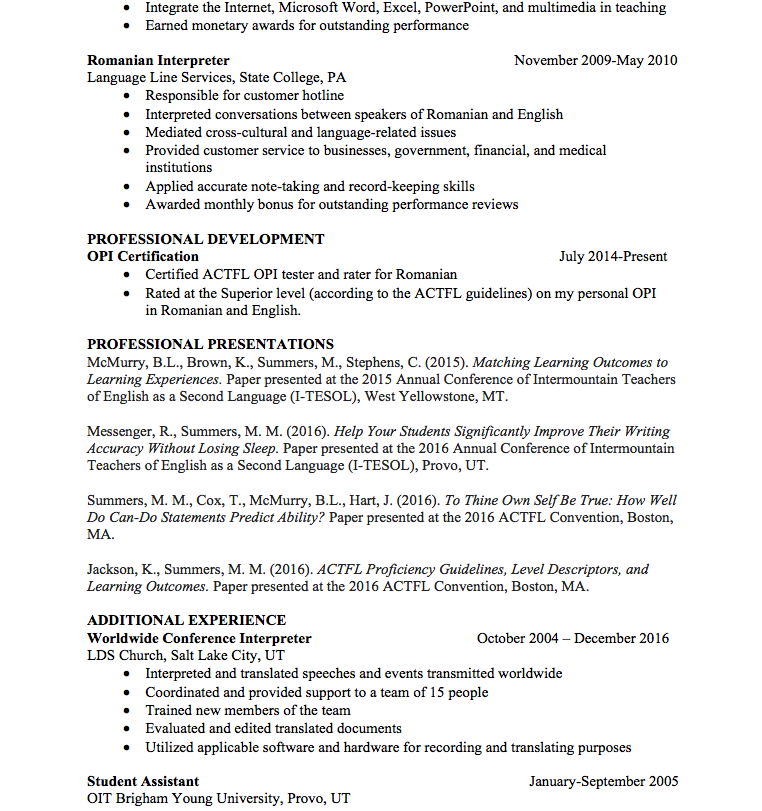 • Integrate the Internet, Microsoft Word, Excel, PowerPoint, and multimedia in teaching
• Earned monetary awards for outstanding performance
Romanian Interpreter November 2009-May 2010
Language Line Services, State College, PA
• Responsible for customer hotline
• Interpreted conversations between speakers of Romanian and English
• Mediated cross-cultural and language-related issues
• Provided customer service to businesses, government, financial, and medical
institutions
• Applied accurate note-taking and record-keeping skills
• Awarded monthly bonus for outstanding performance reviews
PROFESSIONAL DEVELOPMENT
OPI Certification July 2014-Present
• Certified ACTFL OPI tester and rater for Romanian
• Rated at the Superior level (according to the ACTFL guidelines) on my personal OPI
in Romanian and English.
PROFESSIONAL PRESENTATIONS
McMurry, B.L., Brown, K., Summers, M., Stephens, C. (2015). Matching Learning Outcomes to
Learning Experiences. Paper presented at the 2015 Annual Conference of Intermountain Teachers
of English as a Second Language (I-TESOL), West Yellowstone, MT.
Messenger, R., Summers, M. M. (2016). Help Your Students Significantly Improve Their Writing
Accuracy Without Losing Sleep. Paper presented at the 2016 Annual Conference of Intermountain
Teachers of English as a Second Language (I-TESOL), Provo, UT.
Summers, M. M., Cox, T., McMurry, B.L., Hart, J. (2016). To Thine Own Self Be True: How Well
Do Can-Do Statements Predict Ability? Paper presented at the 2016 ACTFL Convention, Boston,
MA.
Jackson, K., Summers, M. M. (2016). ACTFL Proficiency Guidelines, Level Descriptors, and
Learning Outcomes. Paper presented at the 2016 ACTFL Convention, Boston, MA.
ADDITIONAL EXPERIENCE
Worldwide Conference Interpreter October 2004 – December 2016
LDS Church, Salt Lake City, UT
• Interpreted and translated speeches and events transmitted worldwide
• Coordinated and provided support to a team of 15 people
• Trained new members of the team
• Evaluated and edited translated documents
• Utilized applicable software and hardware for recording and translating purposes
Student Assistant January-September 2005
OIT Brigham Young University, Provo, UT